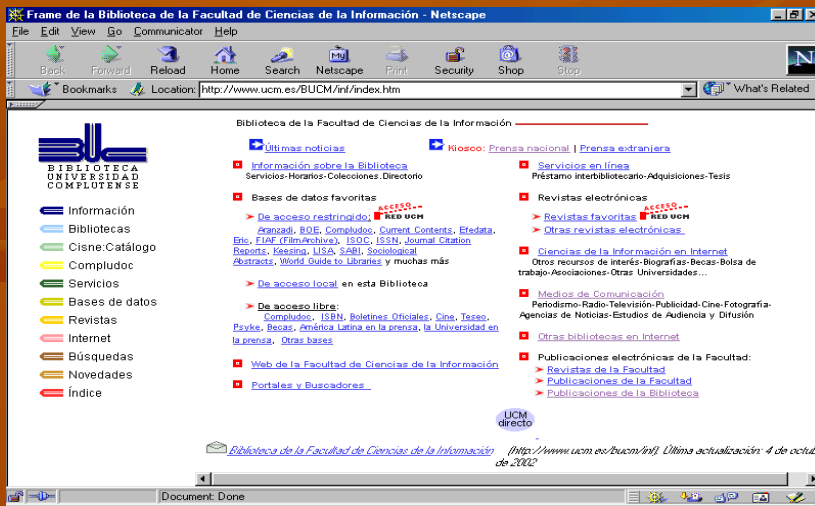 Frame de la Biblioteca de la Facultad de Ciencias de la Información - Netscape
File Edit View Go Communicator Help
Back Forward Reload Home Search Netscape Print Security Shop Stop
My
N
Bookmarks Location: http://www.ucm.es/BUCM/inf/index.htm What's Related
BIBLIOTECA
UNIVERSIDAD
COMPLUTENSE
Información
Bibliotecas
Cisne:Catálogo
Compludoc
Servicios
Bases de datos
Revistas
Internet
Búsquedas
Novedades
Índice
Biblioteca de la Facultad de Ciencias de la Información
Últimas noticias
Kiosco: Prensa nacional | Prensa extranjera
Información sobre la Biblioteca
Servicios-Horarios-Colecciones.Directorio
Bases de datos favoritas
De acceso restringido: ACCESO RED UCM
Aranzadi, BOE, Compludoc, Current Contents, Efedata,
Eric, FIAF (FilmArchive), ISOC, ISSN, Journal Citation
Reports, Keesing, LISA, SABI, Sociological
Abstracts, World Guide to Libraries y muchas más
De acceso local en esta Biblioteca
De acceso libre:
Compludoc, ISBN, Boletines Oficiales, Cine, Teseo,
Psyke, Becas, América Latina en la prensa, la Universidad en
la prensa, Otras bases
Web de la Facultad de Ciencias de la Información
Portales y Buscadores
Servicios en línea
Préstamo interbibliotecario-Adquisiciones-Tesis
Revistas electrónicas
Revistas favoritas ACCESO RED UCM
Otras revistas electrónicas
Ciencias de la Información en Internet
Otros recursos de interés-Biografías-Becas-Bolsa de
trabajo-Asociaciones-Otras Universidades...
Medios de Comunicación
Periodismo-Radio-Televisión-Publicidad-Cine-Fotografía-
Agencias de Noticias-Estudios de Audiencia y Difusión
Otras bibliotecas en Internet
Publicaciones electrónicas de la Facultad:
Revistas de la Facultad
Publicaciones de la Facultad
Publicaciones de la Biblioteca
UCM
directo
Biblioteca de la Facultad de Ciencias de la Información (http://www.ucm.es/bucm/inf). Última actualización: 4 de octub
de 2002
Document: Done